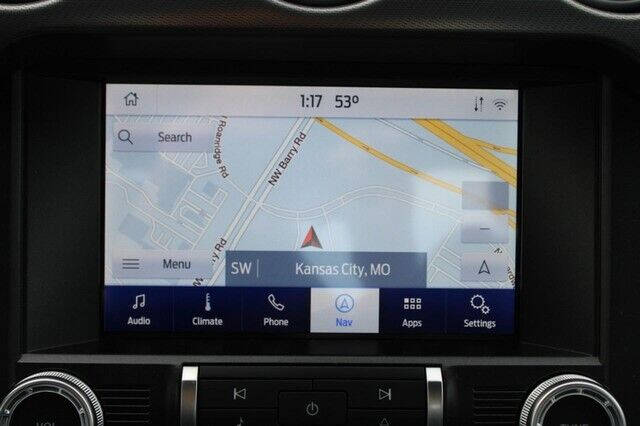 1:17 53°
Roanridge Rd
Search
NW Barry Rd
Rd
Menu
SW Kansas City, MO
Audio Climate Phone Nav Apps Settings